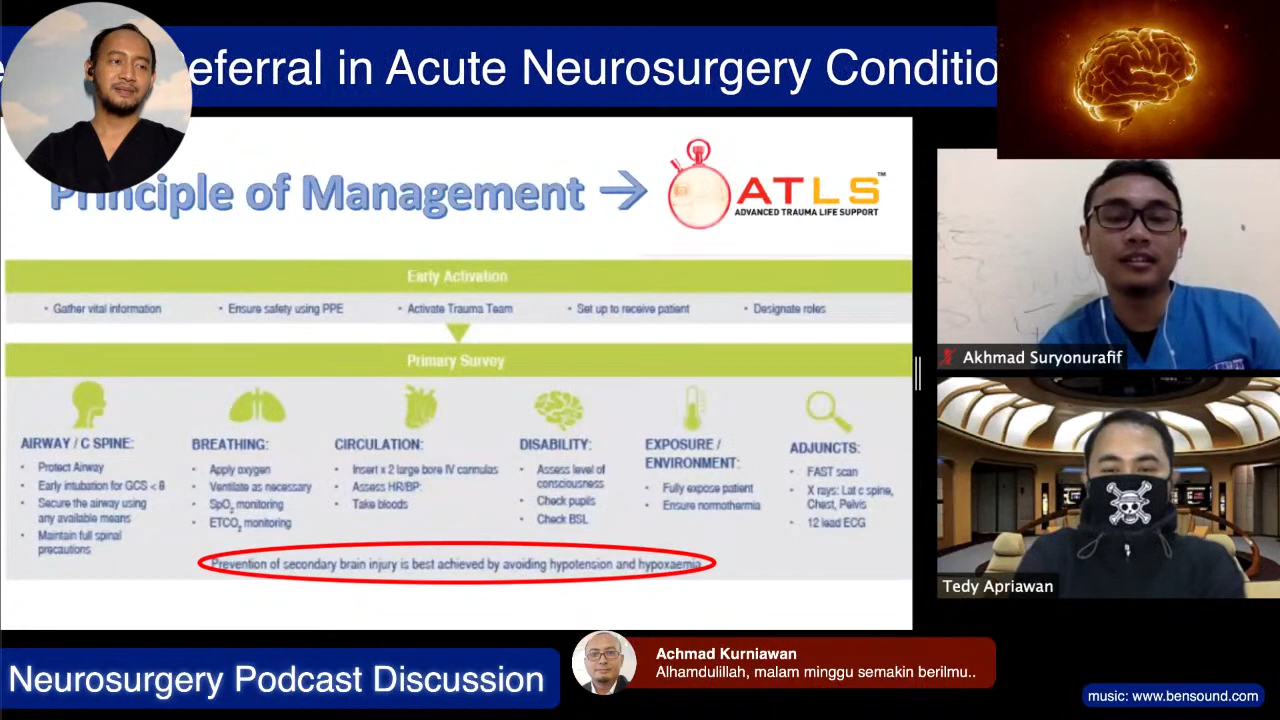 eferral in Acute Neurosurgery Conditio
Principle of Management →
ATLS™
ADVANCED TRAUMA LIFE SUPPORT
Early Activation
• Gather vital information
• Ensure safety using PPE
• Activate Trauma Team
• Set up to receive patient
• Designate roles
Primary Survey
AIRWAY / C SPINE:
• Protect Airway
• Early intubation for GCS < 8
• Secure the airway using
any available means
• Maintain full spinal
precautions
BREATHING:
• Apply oxygen
• Ventilate as necessary
• SpO₂ monitoring
• ETCO₂ monitoring
CIRCULATION:
• Insert x 2 large bore IV cannulas
• Assess HR/BP:
• Take bloods
DISABILITY:
• Assess level of
consciousness
• Check pupils
• Check BSL
EXPOSURE /
ENVIRONMENT:
• Fully expose patient
• Ensure normothermia
ADJUNCTS:
• FAST scan
• X rays: Lat c spine,
Chest, Pelvis
• 12 lead ECG
Prevention of secondary brain injury is best achieved by avoiding hypotension and hypoxaemia
Akhmad Suryonurafif
Tedy Apriawan
Neurosurgery Podcast Discussion
Achmad Kurniawan
Alhamdulillah, malam minggu semakin berilmu..
music: www.bensound.com